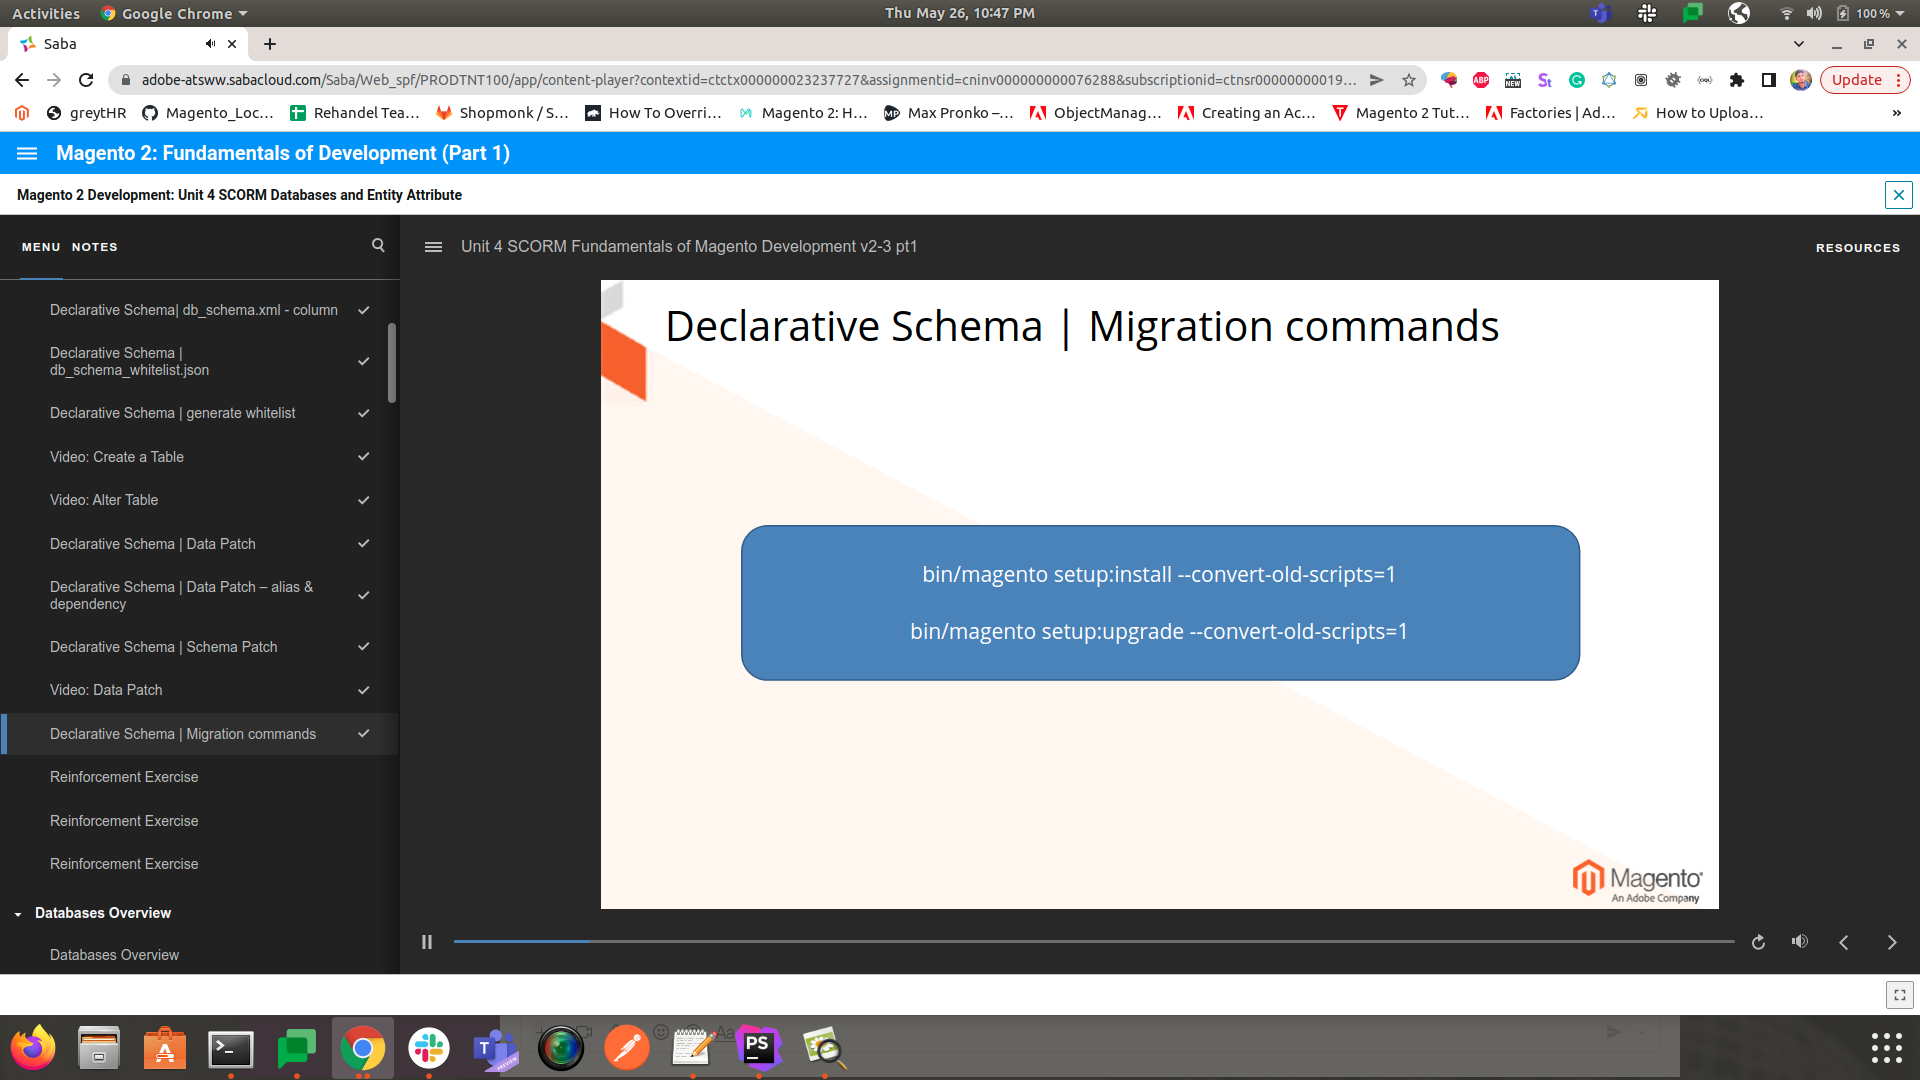 Activities
Google Chrome
Thu May 26, 10:47 PM
100 %
Saba
adobe-atsww.sabacloud.com/Saba/Web_spf/PRODTNT100/app/content-player?contextid=ctctx000000023237727&assignmentid=cninv000000000076288&subscriptionid=ctnsr00000000019...
Update
greytHR
Magento_Loc...
Rehandel Tea...
Shopmonk / S...
How To Overri...
Magento 2: H...
Max Pronko –...
ObjectManag...
Creating an Ac...
Magento 2 Tut...
Factories | Ad...
How to Uploa...
»
Magento 2: Fundamentals of Development (Part 1)
Magento 2 Development: Unit 4 SCORM Databases and Entity Attribute
MENU
NOTES
Unit 4 SCORM Fundamentals of Magento Development v2-3 pt1
RESOURCES
Declarative Schema| db_schema.xml - column
Declarative Schema |
db_schema_whitelist.json
Declarative Schema | generate whitelist
Video: Create a Table
Video: Alter Table
Declarative Schema | Data Patch
Declarative Schema | Data Patch – alias &
dependency
Declarative Schema | Schema Patch
Video: Data Patch
Declarative Schema | Migration commands
Reinforcement Exercise
Reinforcement Exercise
Reinforcement Exercise
Databases Overview
Databases Overview
Declarative Schema | Migration commands
bin/magento setup:install --convert-old-scripts=1
bin/magento setup:upgrade --convert-old-scripts=1
Magento
An Adobe Company